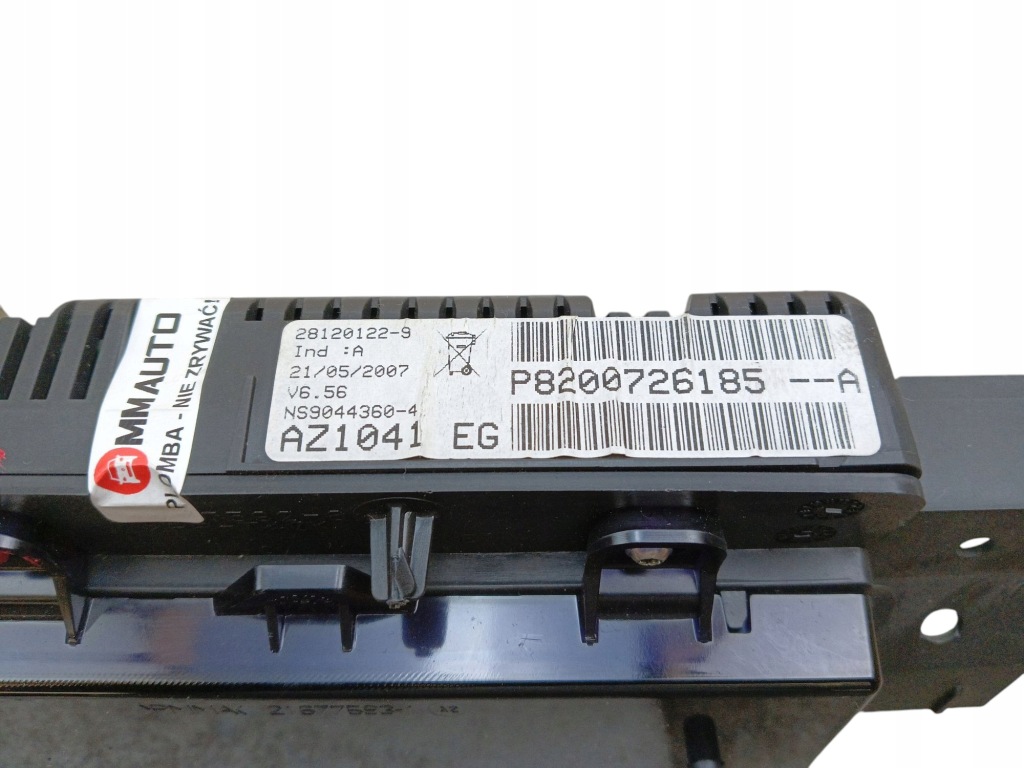 MMAUTO
PLOMBA - NIE ZRYWAĆ!
28120122-9
Ind :A
21/05/2007
V6.56
NS9044360-4
AZ1041 EG
P8200726185 --A